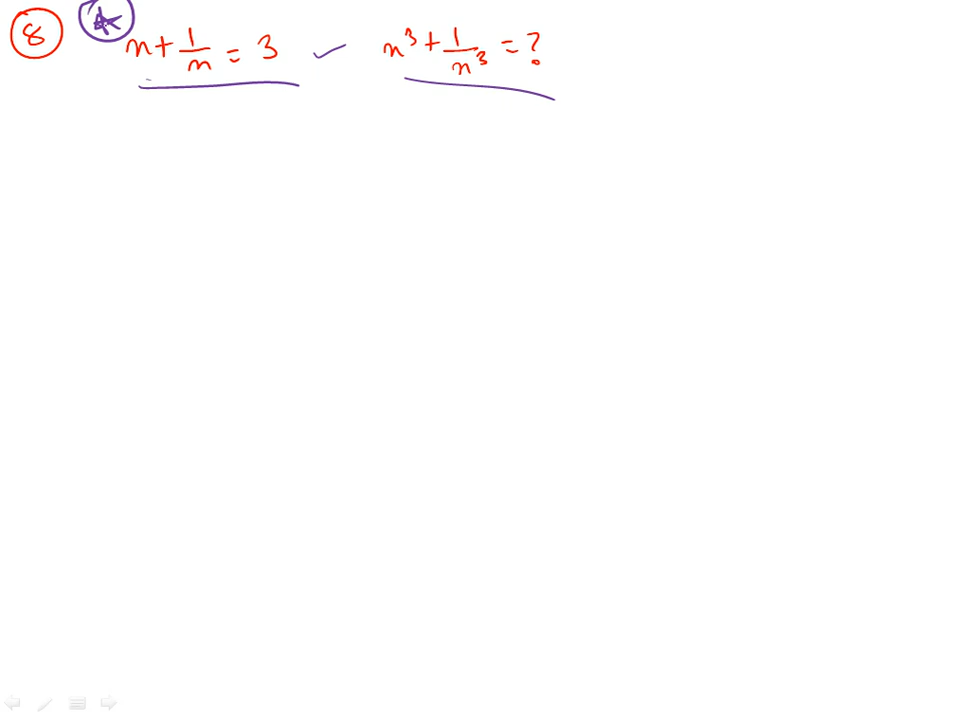 ⑧ n + 1/n = 3 ✓ n³ + 1/n³ = ?